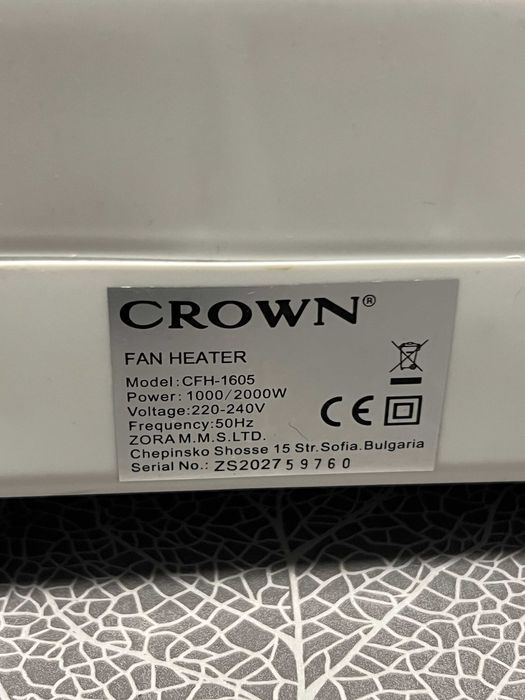 CROWN®
FAN HEATER
Model:CFH-1605
Power: 1000/2000W
Voltage:220-240V
Frequency:50Hz
ZORA M.M.S.LTD.
Chepinsko Shosse 15 Str.Sofia.Bulgaria
Serial No.: ZS202759760
CE